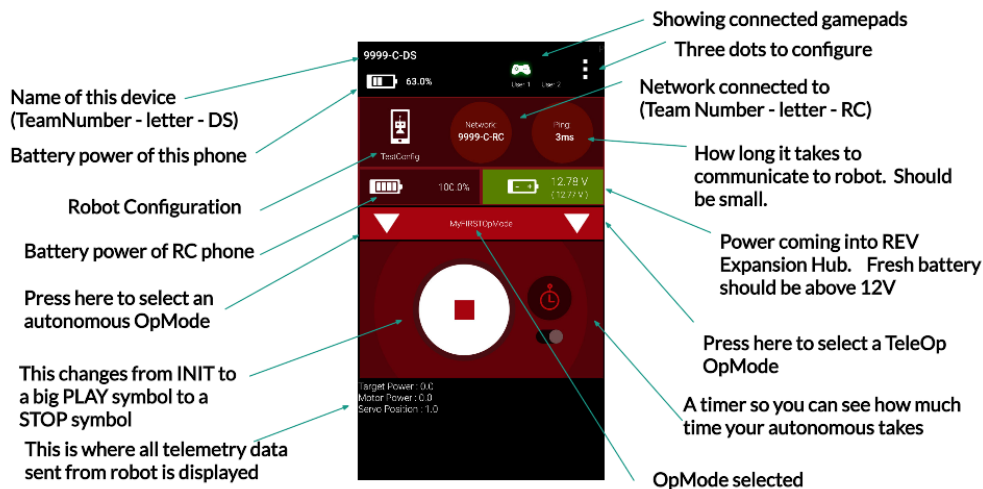 Showing connected gamepads
Three dots to configure
Network connected to
(Team Number - letter - RC)
How long it takes to
communicate to robot.  Should
be small.
Power coming into REV
Expansion Hub.   Fresh battery
should be above 12V
Press here to select a TeleOp
OpMode
A timer so you can see how much
time your autonomous takes
OpMode selected
Name of this device
(TeamNumber - letter - DS)
Battery power of this phone
Robot Configuration
Battery power of RC phone
Press here to select an
autonomous OpMode
This changes from INIT to
a big PLAY symbol to a
STOP symbol
This is where all telemetry data
sent from robot is displayed
9999-C-DS
63.0%
User 1 User 2
TestConfig
Network
9999-C-RC
Ping
3ms
100.0%
12.78 V
( 12.77 V )
MyFIRSTOpMode
Target Power : 0.0
Motor Power : 0.0
Servo Position : 1.0